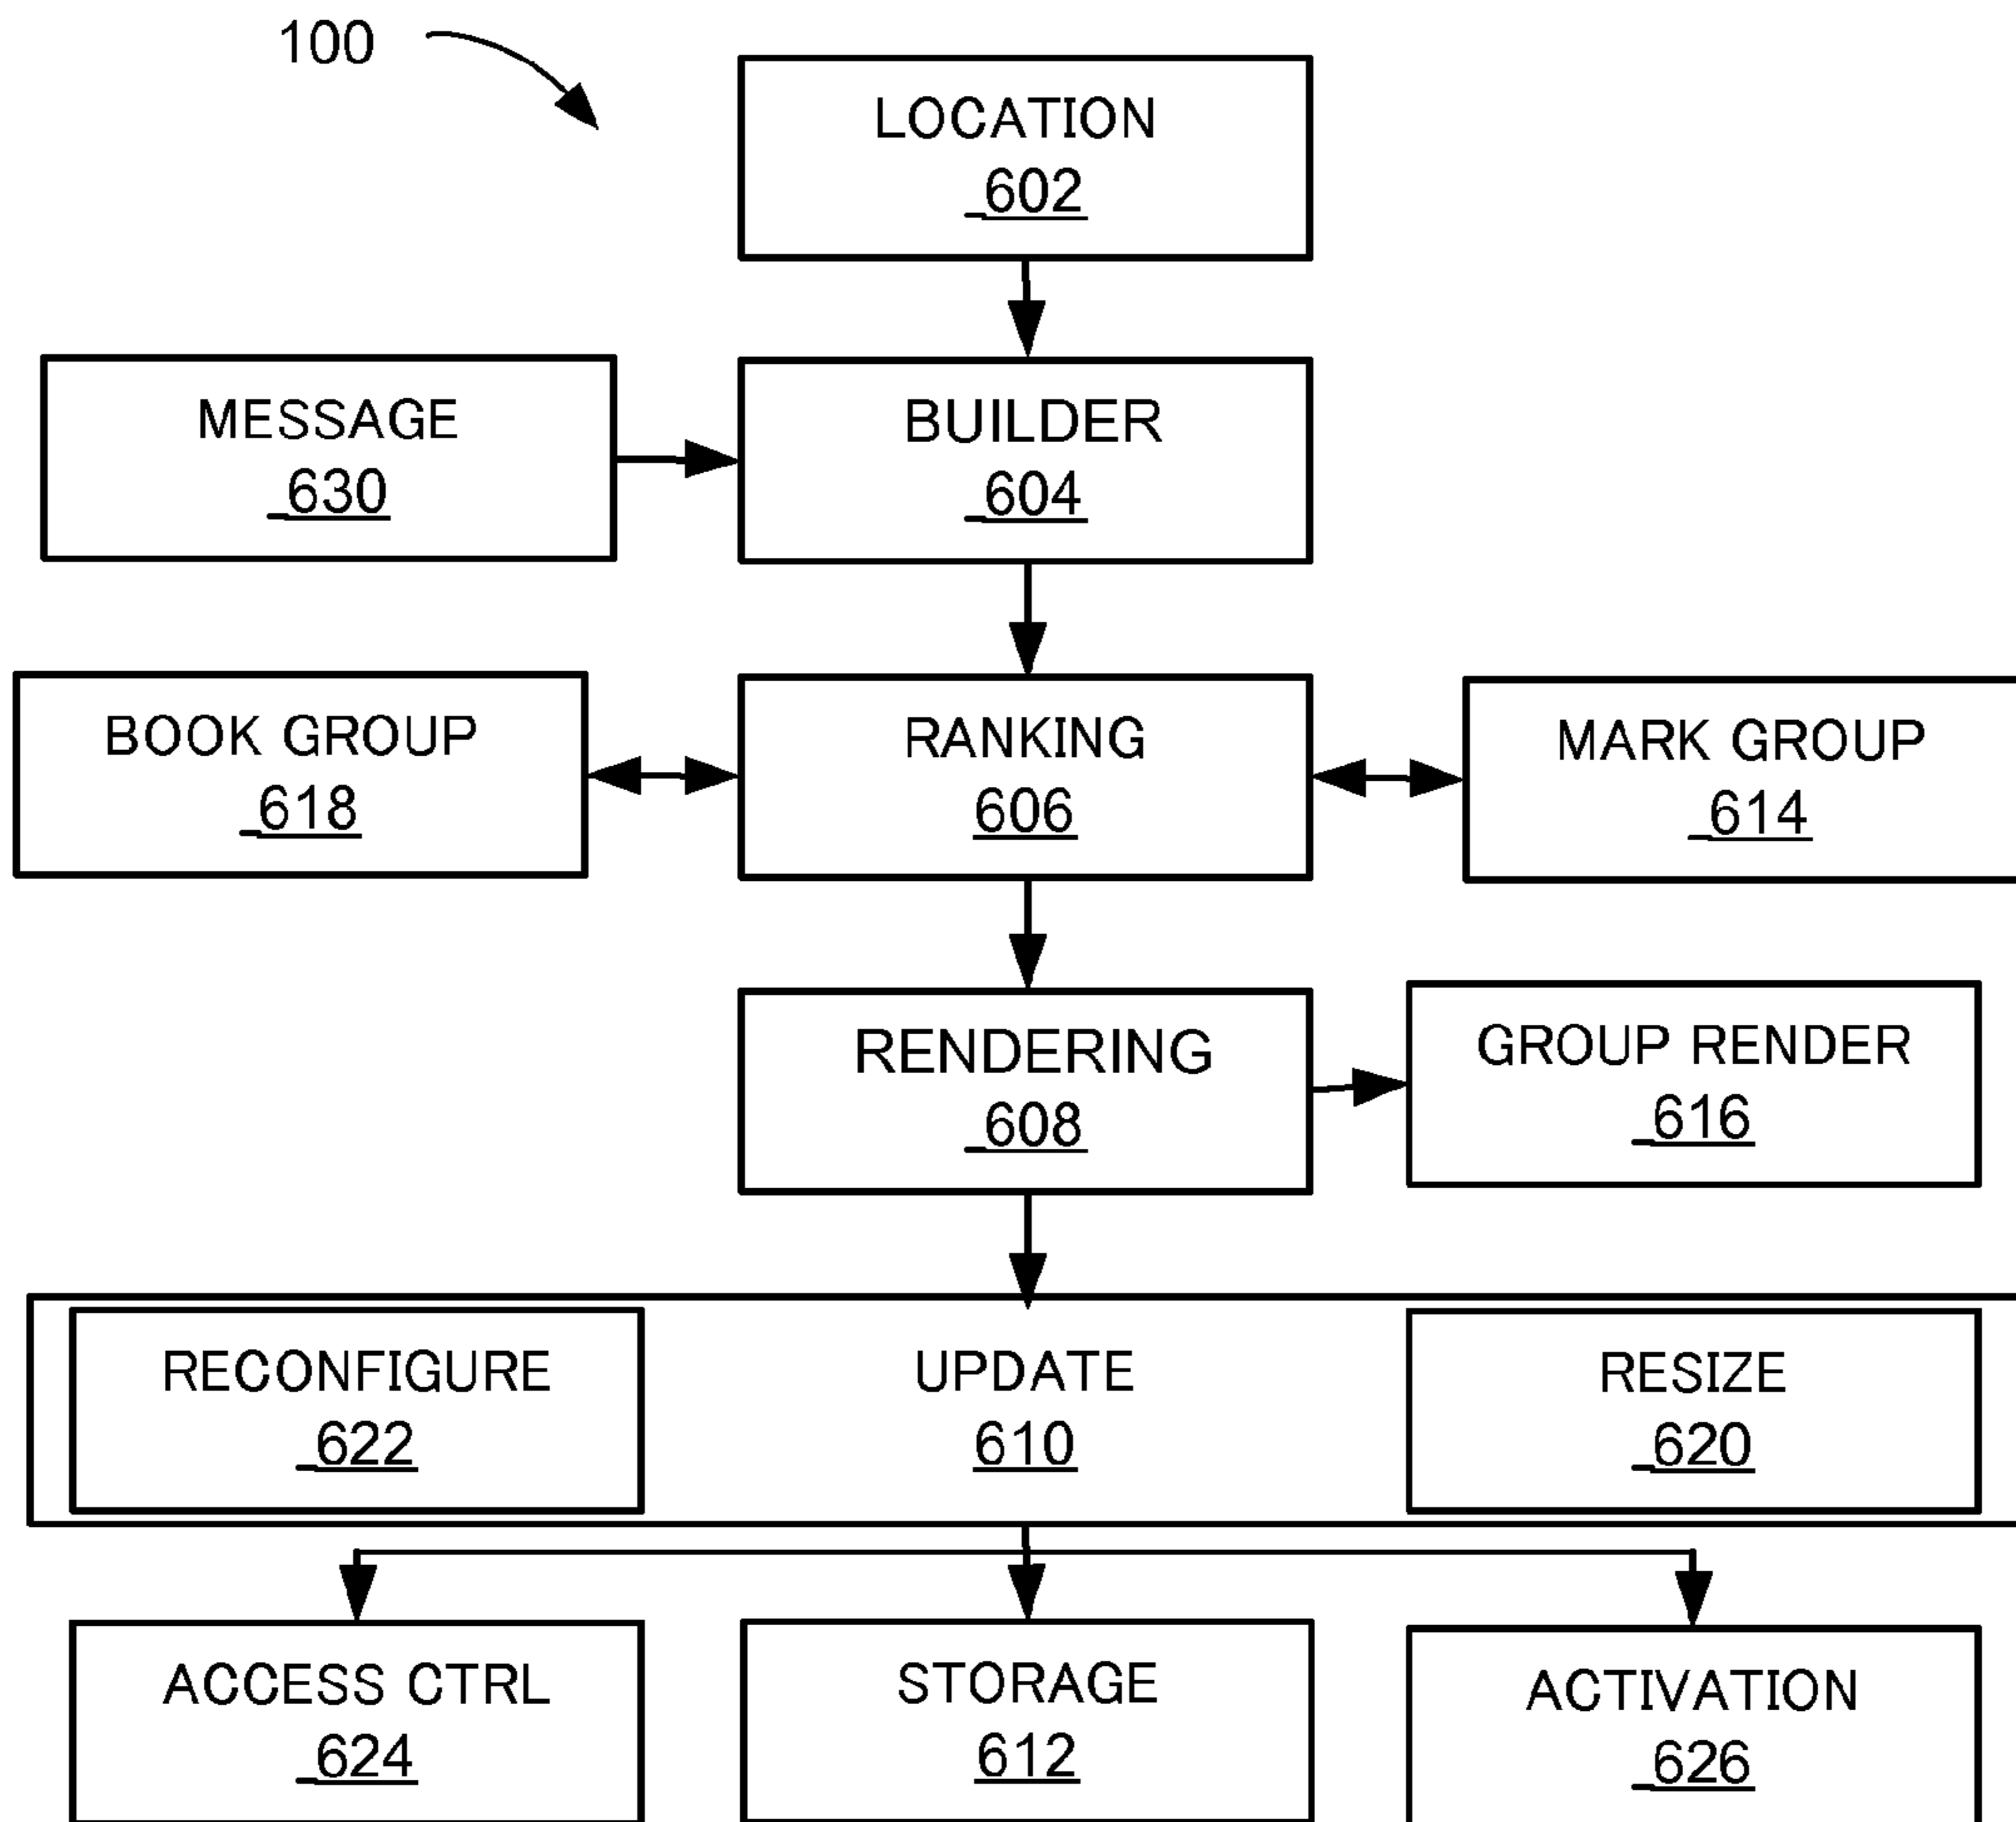 100
LOCATION
602
MESSAGE
630
BUILDER
604
BOOK GROUP
618
RANKING
606
MARK GROUP
614
RENDERING
608
GROUP RENDER
616
RECONFIGURE
622
UPDATE
610
RESIZE
620
ACCESS CTRL
624
STORAGE
612
ACTIVATION
626